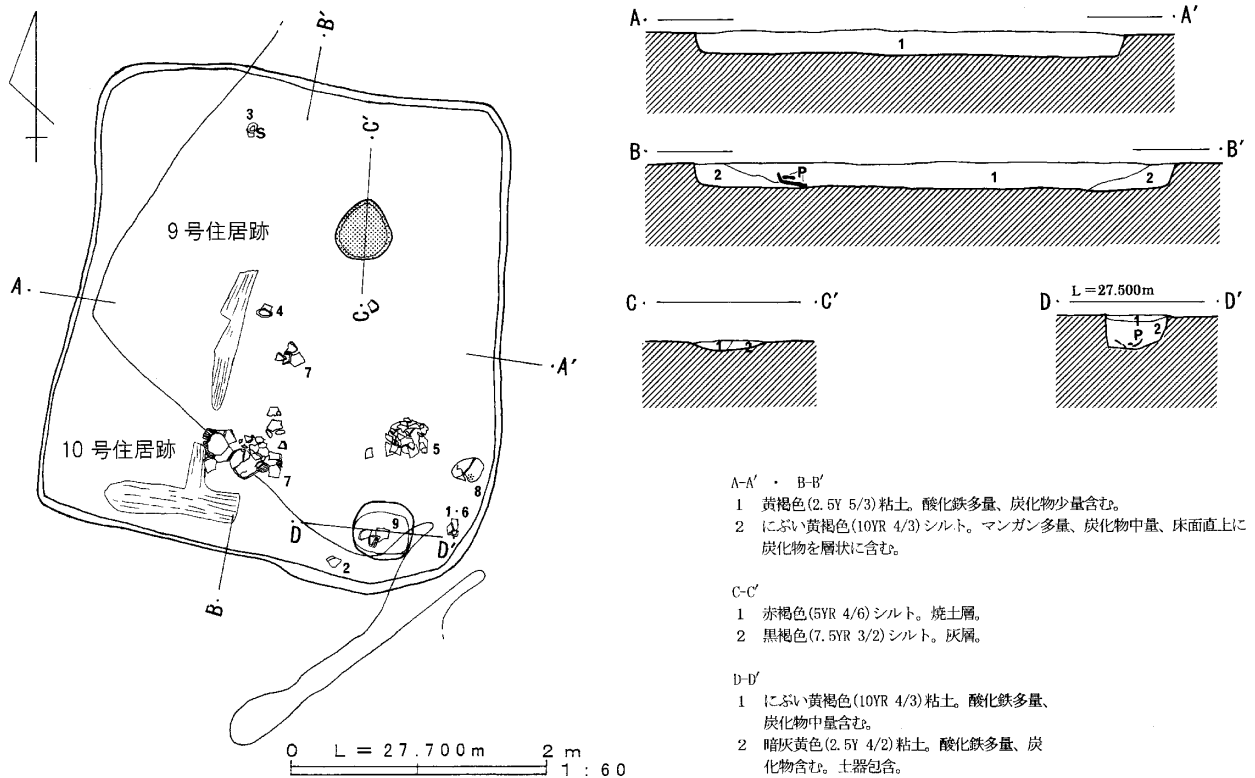 B'
C'
3
S
9号住居跡
A
C
4
7
A'
10号住居跡
7
5
8
9
1・6
D
D'
2
B
0 L=27.700m 2m
1:60
A A'
1
B B'
2 P 1 2
C C'
1 2
D L=27.500m D'
1
2
P
A-A' ・ B-B'
1 黄褐色(2.5Y 5/3)粘土。酸化鉄多量、炭化物少量含む。
2 にぶい黄褐色(10YR 4/3)シルト。マンガン多量、炭化物中量、床面直上に
炭化物を層状に含む。
C-C'
1 赤褐色(5YR 4/6)シルト。焼土層。
2 黒褐色(7.5YR 3/2)シルト。灰層。
D-D'
1 にぶい黄褐色(10YR 4/3)粘土。酸化鉄多量、
炭化物中量含む。
2 暗灰黄色(2.5Y 4/2)粘土。酸化鉄多量、炭
化物含む。土器包含。